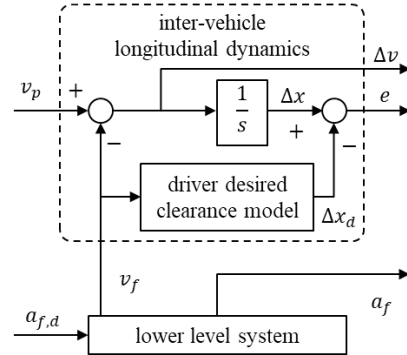 inter-vehicle
longitudinal dynamics
Δv
v_p
+
1/s
Δx
e
+
−
−
driver desired
clearance model
Δx_d
v_f
a_f
a_{f,d}
lower level system